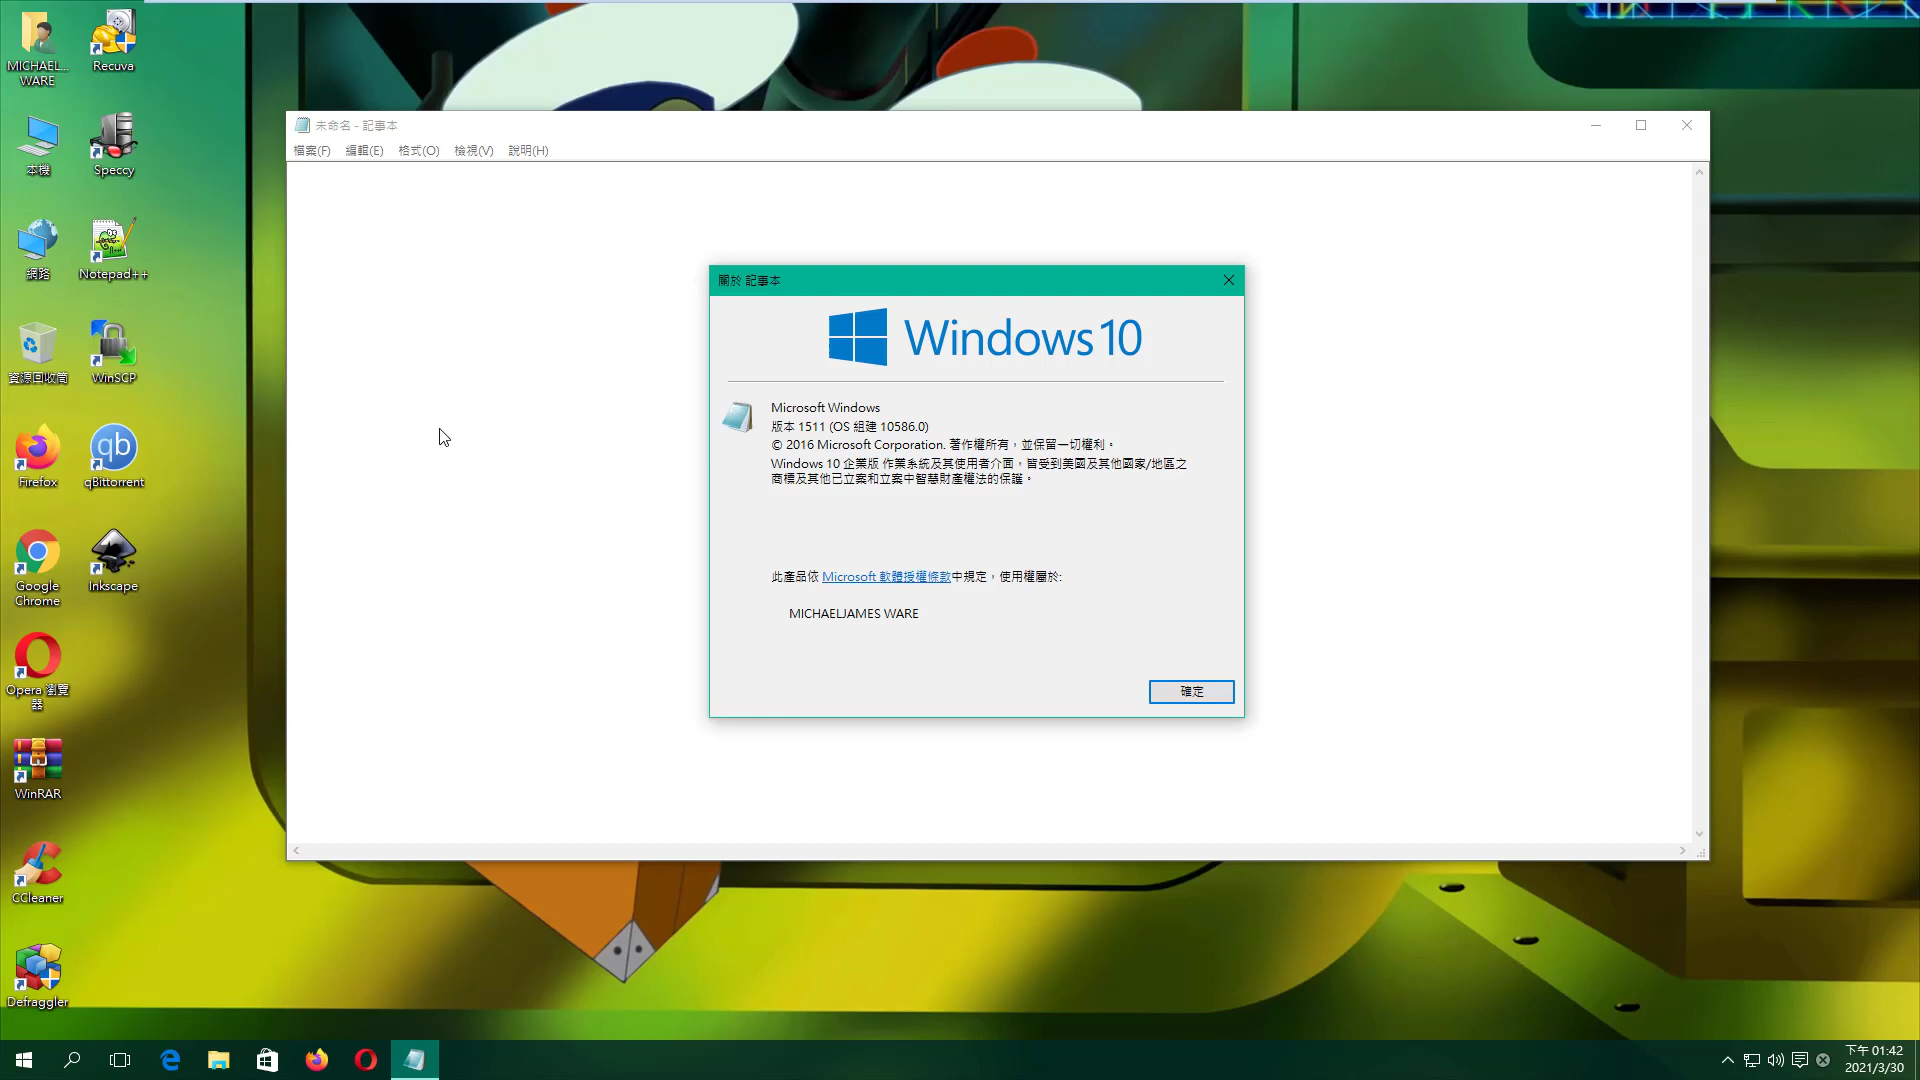 MICHAEL...
WARE
Recuva
本機
Speccy
網路
Notepad++
資源回收筒
WinSCP
Firefox
qBittorrent
Google
Chrome
Inkscape
Opera 瀏覽
器
WinRAR
CCleaner
Defraggler
未命名 - 記事本
檔案(F) 編輯(E) 格式(O) 檢視(V) 說明(H)
關於 記事本
Windows 10
Microsoft Windows
版本 1511 (OS 組建 10586.0)
© 2016 Microsoft Corporation. 著作權所有，並保留一切權利。
Windows 10 企業版 作業系統及其使用者介面，皆受到美國及其他國家/地區之
商標及其他已立案和立案中智慧財產權法的保護。
此產品依 Microsoft 軟體授權條款中規定，使用權屬於:
MICHAELJAMES WARE
確定
下午 01:42
2021/3/30